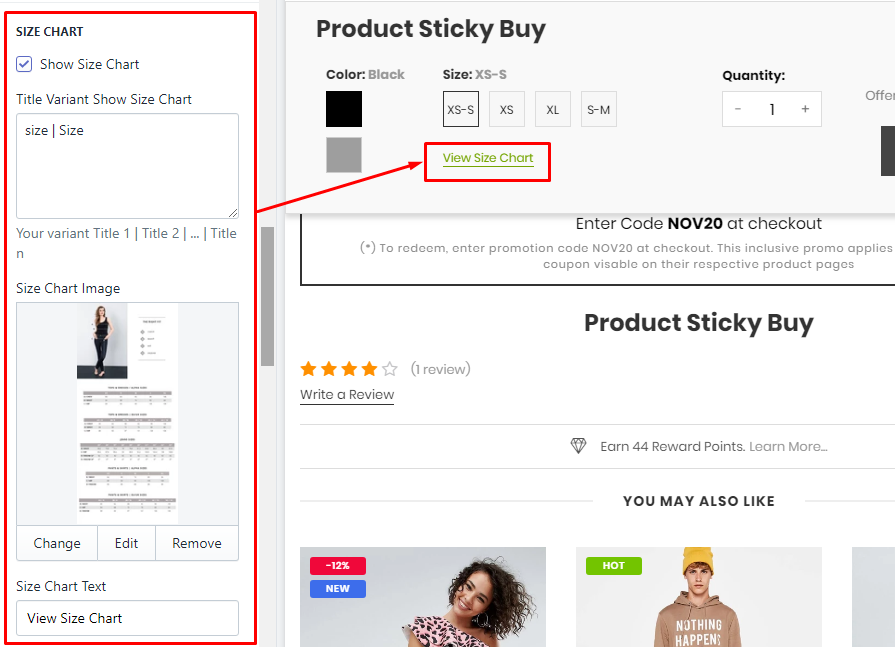 SIZE CHART
Show Size Chart
Title Variant Show Size Chart
size | Size
Your variant Title 1 | Title 2 | ... | Title
n
Size Chart Image
Change
Edit
Remove
Size Chart Text
View Size Chart
Product Sticky Buy
Color: Black
Size: XS-S
XS-S
XS
XL
S-M
View Size Chart
Quantity:
-
1
+
Enter Code NOV20 at checkout
(*) To redeem, enter promotion code NOV20 at checkout. This inclusive promo applies
coupon visable on their respective product pages
Product Sticky Buy
(1 review)
Write a Review
Earn 44 Reward Points. Learn More...
YOU MAY ALSO LIKE
-12%
NEW
HOT
NOTHING